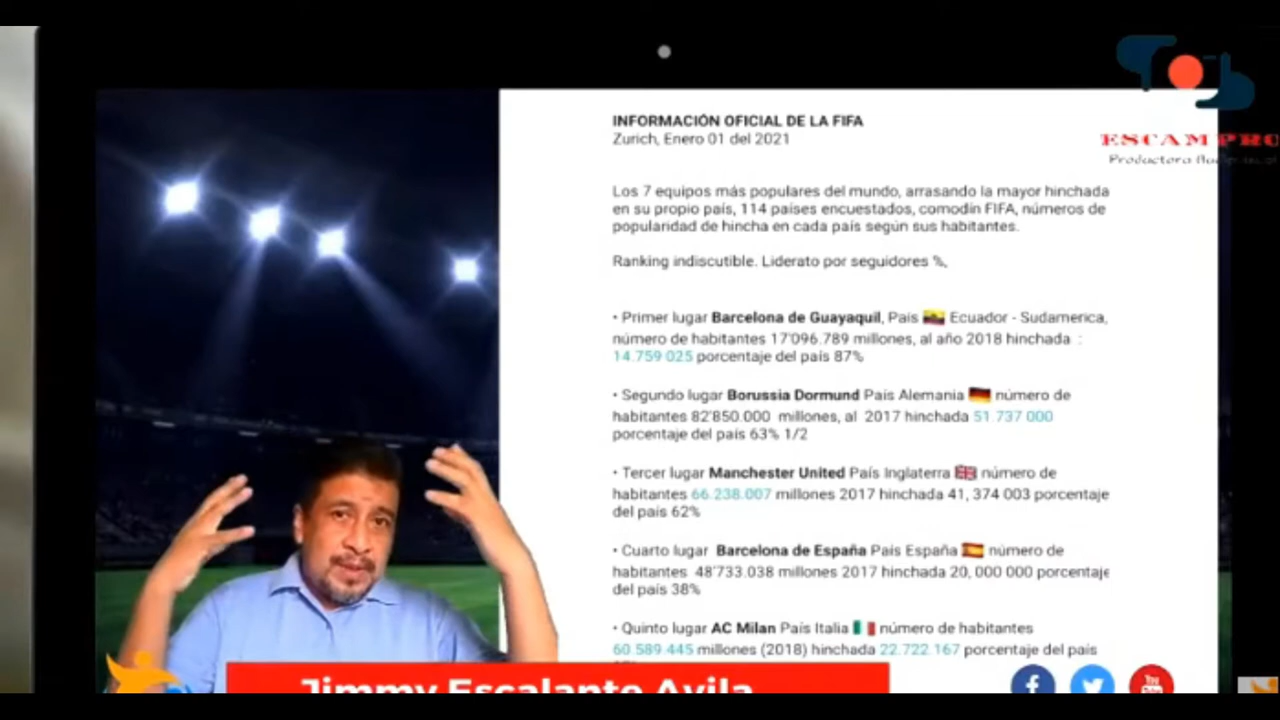 INFORMACIÓN OFICIAL DE LA FIFA
Zurich, Enero 01 del 2021
Los 7 equipos más populares del mundo, arrasando la mayor hinchada
en su propio país, 114 países encuestados, comodín FIFA, números de
popularidad de hincha en cada país según sus habitantes.
Ranking indiscutible. Liderato por seguidores %,
• Primer lugar Barcelona de Guayaquil, País Ecuador - Sudamerica,
número de habitantes 17'096.789 millones, al año 2018 hinchada :
14.759 025 porcentaje del país 87%
• Segundo lugar Borussia Dormund País Alemania número de
habitantes 82'850.000 millones, al 2017 hinchada 51 737 000
porcentaje del país 63% 1/2
• Tercer lugar Manchester United País Inglaterra número de
habitantes 66.238.007 millones 2017 hinchada 41, 374 003 porcentaje
del país 62%
• Cuarto lugar Barcelona de España País España número de
habitantes 48'733.038 millones 2017 hinchada 20, 000 000 porcentaje
del país 38%
• Quinto lugar AC Milan País Italia número de habitantes
60 589.445 millones (2018) hinchada 22.722.167 porcentaje del país
ESCAM PRO
Productora
Jimmy Escalante Avila
You